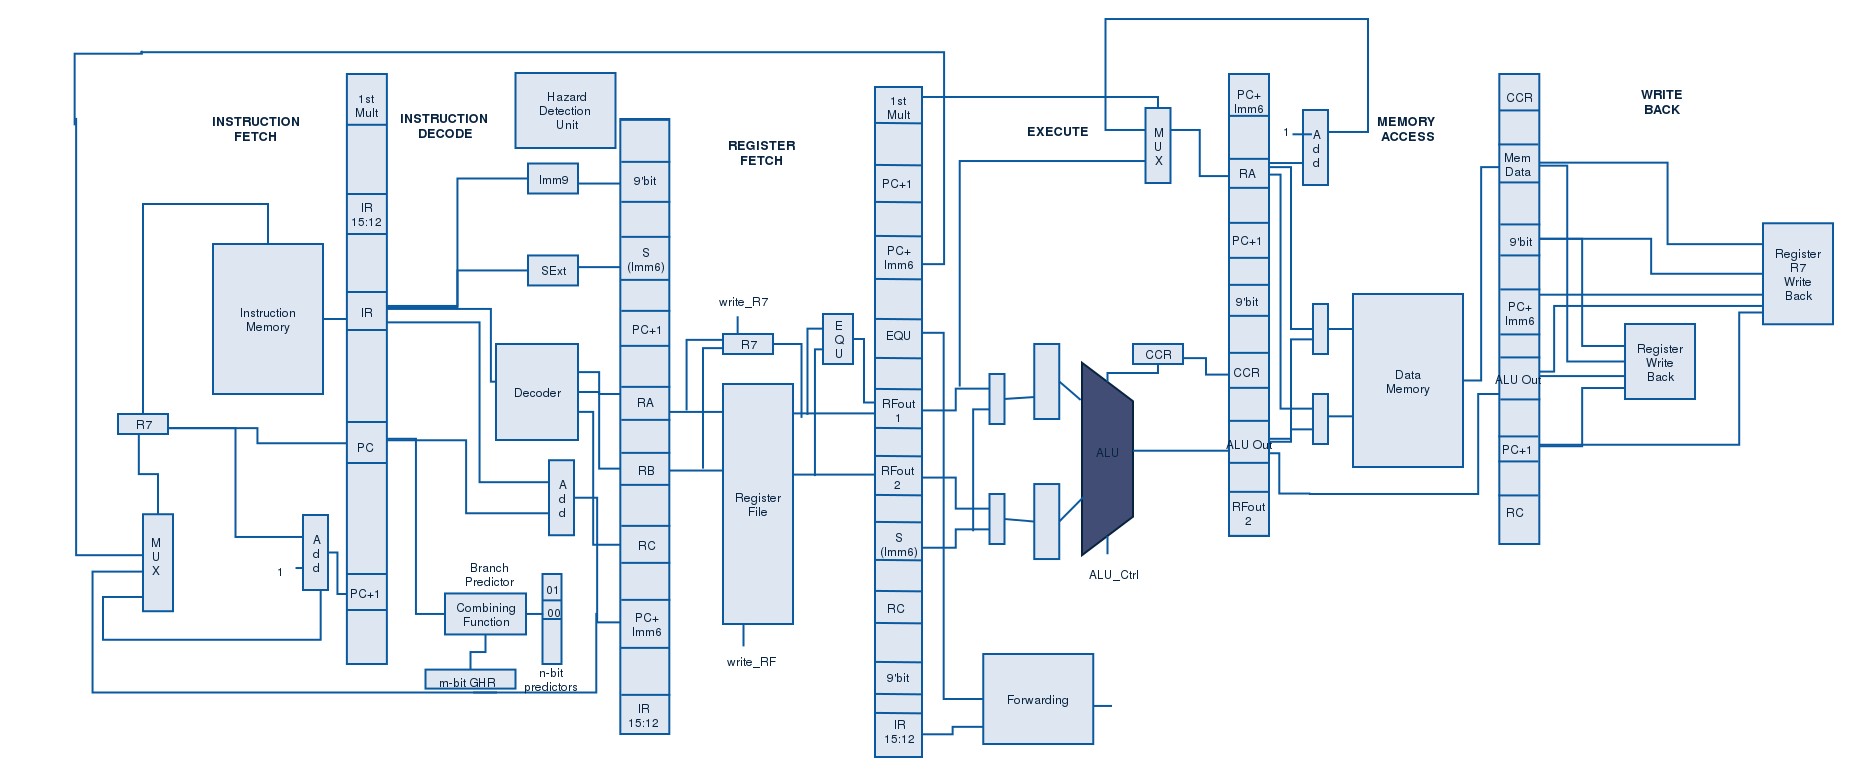 INSTRUCTION
FETCH
R7
Instruction
Memory
M
U
X
1
A
d
d
1st
Mult
IR
15:12
IR
PC
PC+1
INSTRUCTION
DECODE
Hazard
Detection
Unit
Imm9
SExt
Decoder
A
d
d
Branch
Predictor
Combining
Function
01
00
m-bit GHR
n-bit
predictors
9'bit
S
(Imm6)
PC+1
RA
RB
RC
PC+
Imm6
IR
15:12
REGISTER
FETCH
write_R7
R7
E
Q
U
Register
File
write_RF
1st
Mult
PC+1
PC+
Imm6
EQU
RFout
1
RFout
2
S
(Imm6)
RC
9'bit
IR
15:12
EXECUTE
M
U
X
CCR
ALU
ALU_Ctrl
Forwarding
PC+
Imm6
RA
PC+1
9'bit
CCR
ALU Out
RFout
2
MEMORY
ACCESS
1
A
d
d
Data
Memory
CCR
Mem
Data
9'bit
PC+
Imm6
ALU Out
PC+1
RC
WRITE
BACK
Register
R7
Write
Back
Register
Write
Back